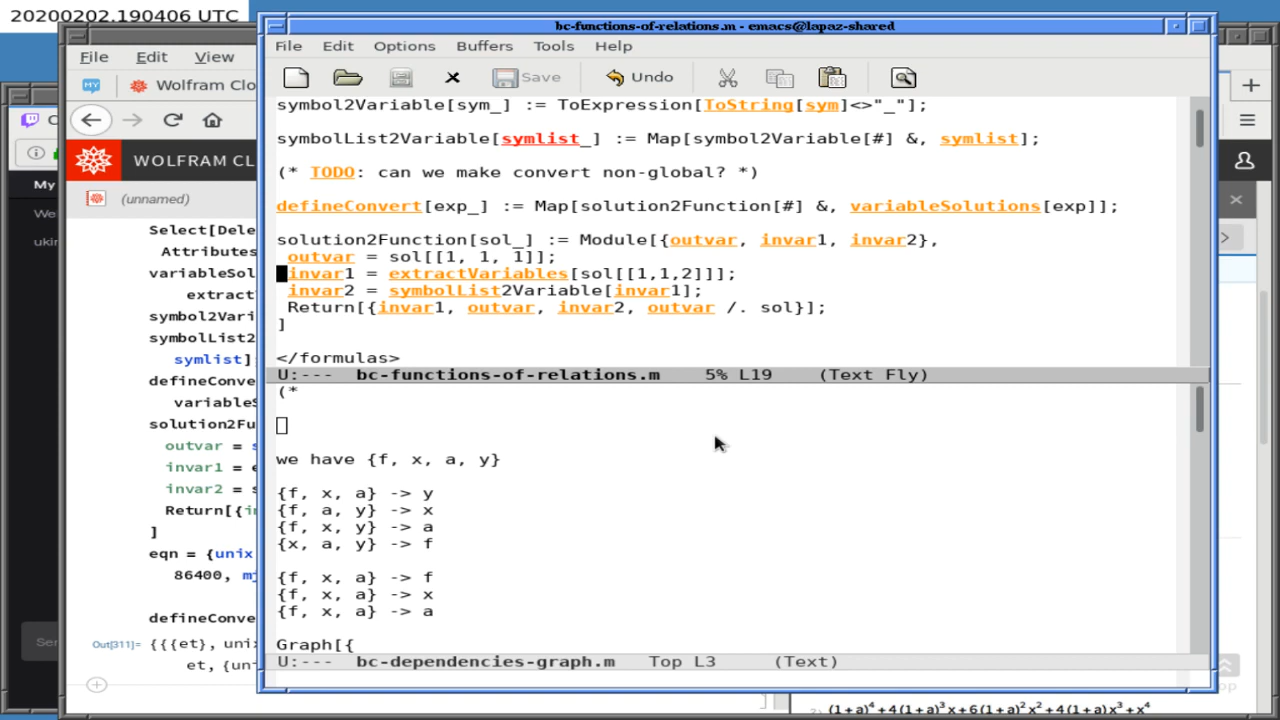 20200202.190406 UTC
bc-functions-of-relations.m - emacs@lapaz-shared
File Edit Options Buffers Tools Help
Save Undo
symbol2Variable[sym_] := ToExpression[ToString[sym]<>"_"];
symbolList2Variable[symlist_] := Map[symbol2Variable[#] &, symlist];
(* TODO: can we make convert non-global? *)
defineConvert[exp_] := Map[solution2Function[#] &, variableSolutions[exp]];
solution2Function[sol_] := Module[{outvar, invar1, invar2},
outvar = sol[[1, 1, 1]];
invar1 = extractVariables[sol[[1,1,2]]];
invar2 = symbolList2Variable[invar1];
Return[{invar1, outvar, invar2, outvar /. sol}];
]
</formulas>
U:--- bc-functions-of-relations.m 5% L19 (Text Fly)
(*
we have {f, x, a, y}
{f, x, a} -> y
{f, a, y} -> x
{f, x, y} -> a
{x, a, y} -> f
{f, x, a} -> f
{f, x, a} -> x
{f, x, a} -> a
Graph[{
U:--- bc-dependencies-graph.m Top L3 (Text)
File Edit View
MY Wolfram Clo
WOLFRAM CL
(unnamed)
Select[Dele
Attributes
variableSol
extract
symbol2Vari
symbolList2
symlist]
defineConve
variableS
solution2Fu
outvar = s
invar1 = e
invar2 = s
Return[{i
]
eqn = {unix
86400, m
defineConve
Out[311]= {{{et}, uni
et, {un
My
We
ukin
Sen
(1+a)⁴+4(1+a)³x+6(1+a)²x²+4(1+a)x³+x⁴